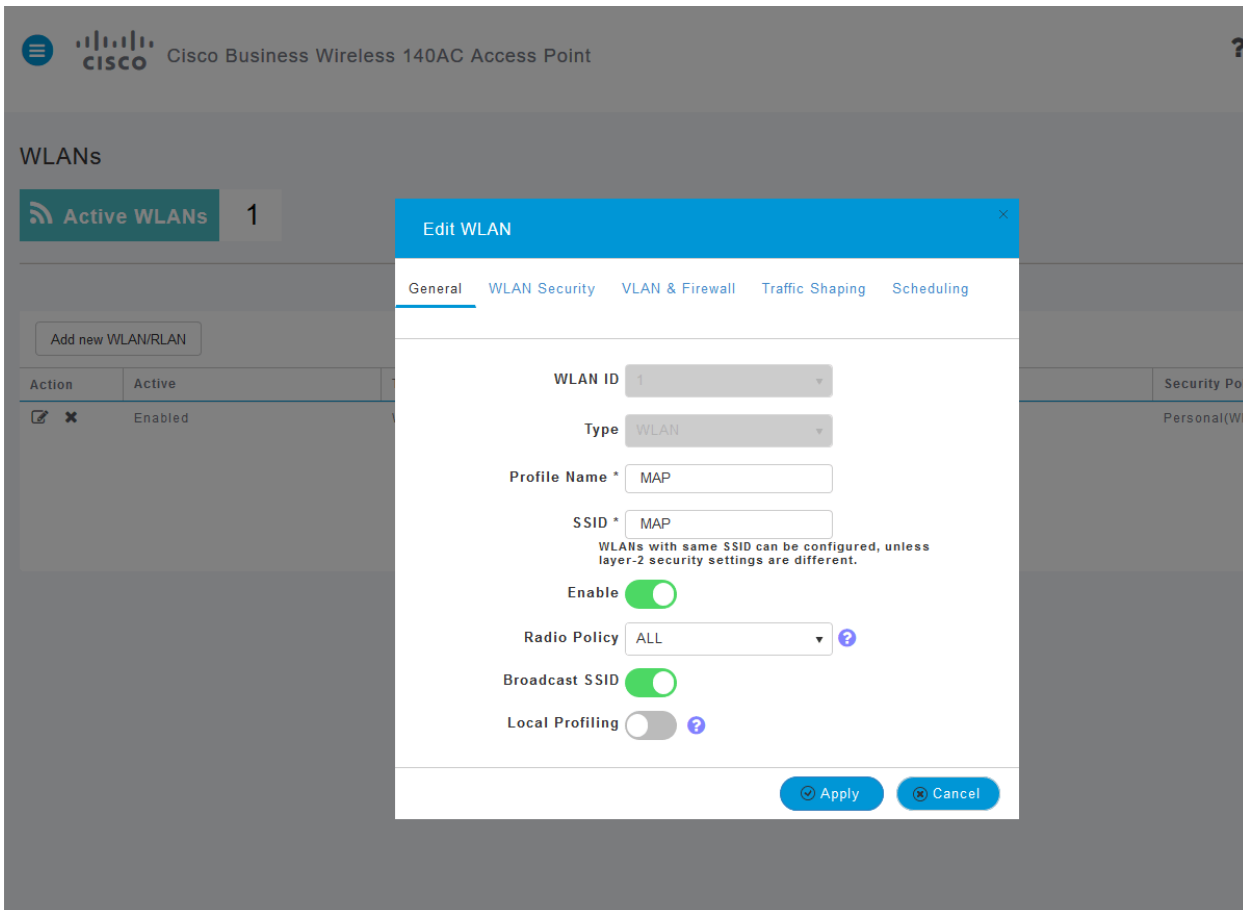 CISCO Cisco Business Wireless 140AC Access Point ?
WLANs
Active WLANs 1
Edit WLAN ×
General WLAN Security VLAN & Firewall Traffic Shaping Scheduling
Add new WLAN/RLAN
Action Active Security Po
Enabled Personal(W
WLAN ID 1
Type WLAN
Profile Name * MAP
SSID * MAP
WLANs with same SSID can be configured, unless
layer-2 security settings are different.
Enable
Radio Policy ALL ?
Broadcast SSID
Local Profiling ?
Apply Cancel